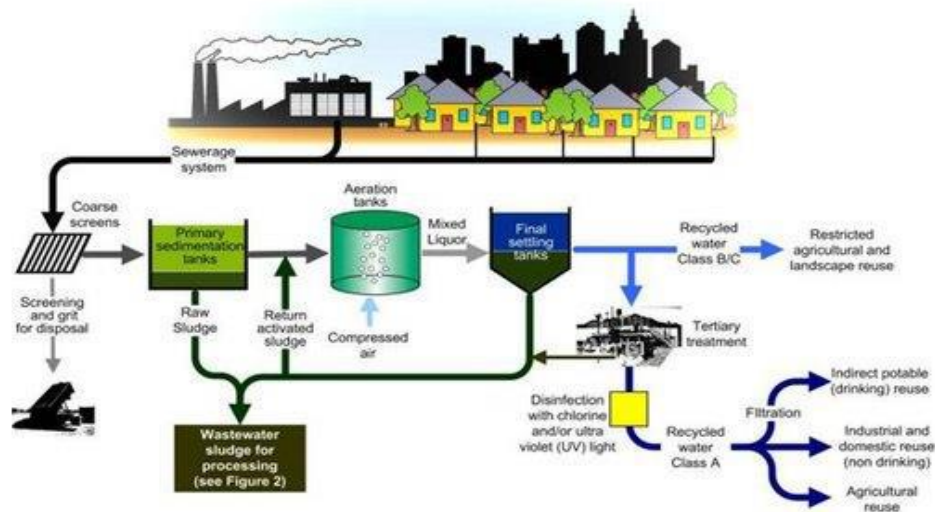 Sewerage
system
Coarse
screens
Primary
sedimentation
tanks
Aeration
tanks
Mixed
Liquor
Final
settling
tanks
Recycled
water
Class B/C
Restricted
agricultural and
landscape reuse
Screening
and grit
for disposal
Raw
Sludge
Return
activated
sludge
Compressed
air
Tertiary
treatment
Wastewater
sludge for
processing
(see Figure 2)
Disinfection
with chlorine
and/or ultra
violet (UV) light
Recycled
water
Class A
FIltration
Indirect potable
(drinking) reuse
Industrial and
domestic reuse
(non drinking)
Agricultural
reuse